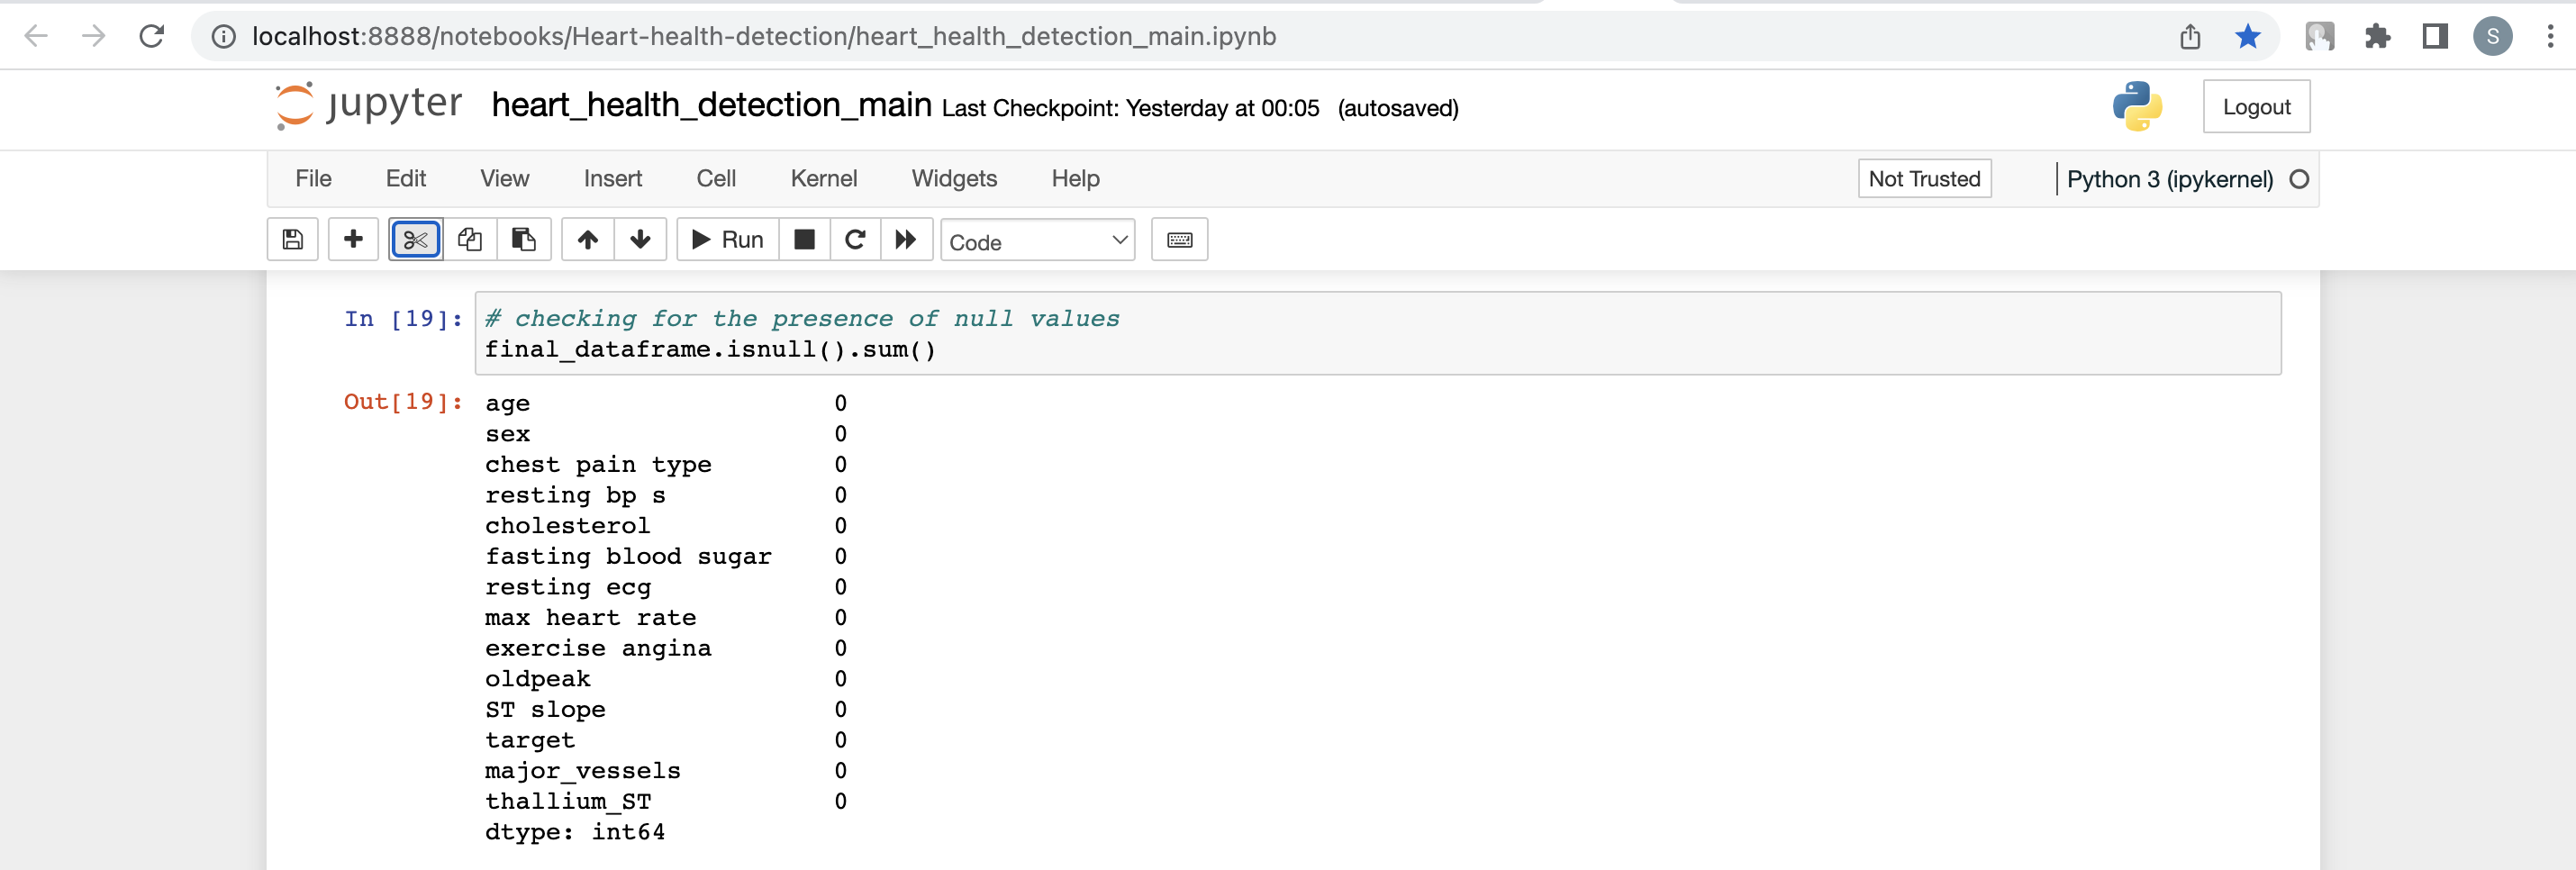 localhost:8888/notebooks/Heart-health-detection/heart_health_detection_main.ipynb
S
jupyter heart_health_detection_main Last Checkpoint: Yesterday at 00:05 (autosaved)
Logout
File Edit View Insert Cell Kernel Widgets Help
Not Trusted
Python 3 (ipykernel)
Run
Code
In [19]: # checking for the presence of null values
final_dataframe.isnull().sum()
Out[19]: age 0
sex 0
chest pain type 0
resting bp s 0
cholesterol 0
fasting blood sugar 0
resting ecg 0
max heart rate 0
exercise angina 0
oldpeak 0
ST slope 0
target 0
major_vessels 0
thallium_ST 0
dtype: int64